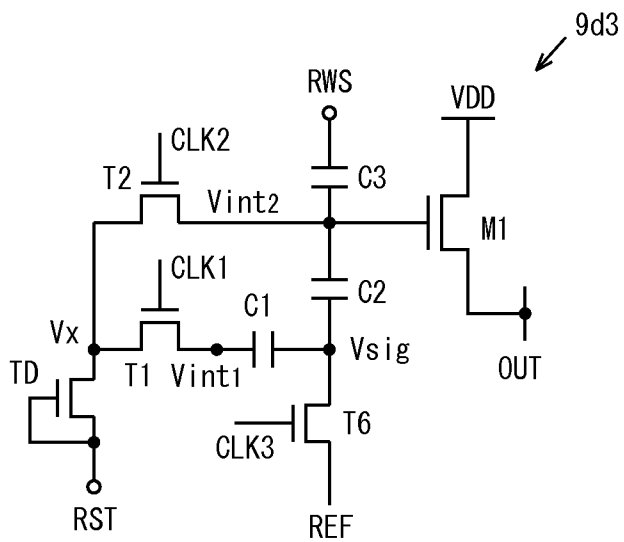 9d3
RWS
VDD
CLK2
T2
C3
Vint2
M1
CLK1
C1
C2
Vx
Vsig
TD
T1
Vint1
OUT
T6
CLK3
RST
REF